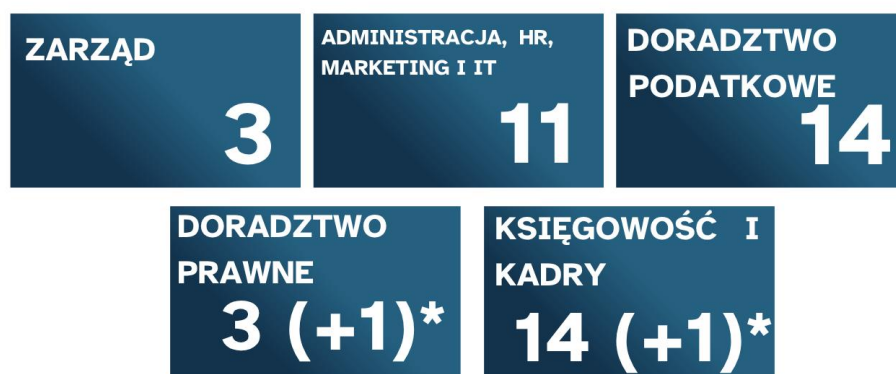 ZARZĄD
3
ADMINISTRACJA, HR,
MARKETING I IT
11
DORADZTWO
PODATKOWE
14
DORADZTWO
PRAWNE
3 (+1)*
KSIĘGOWOŚĆ I
KADRY
14 (+1)*